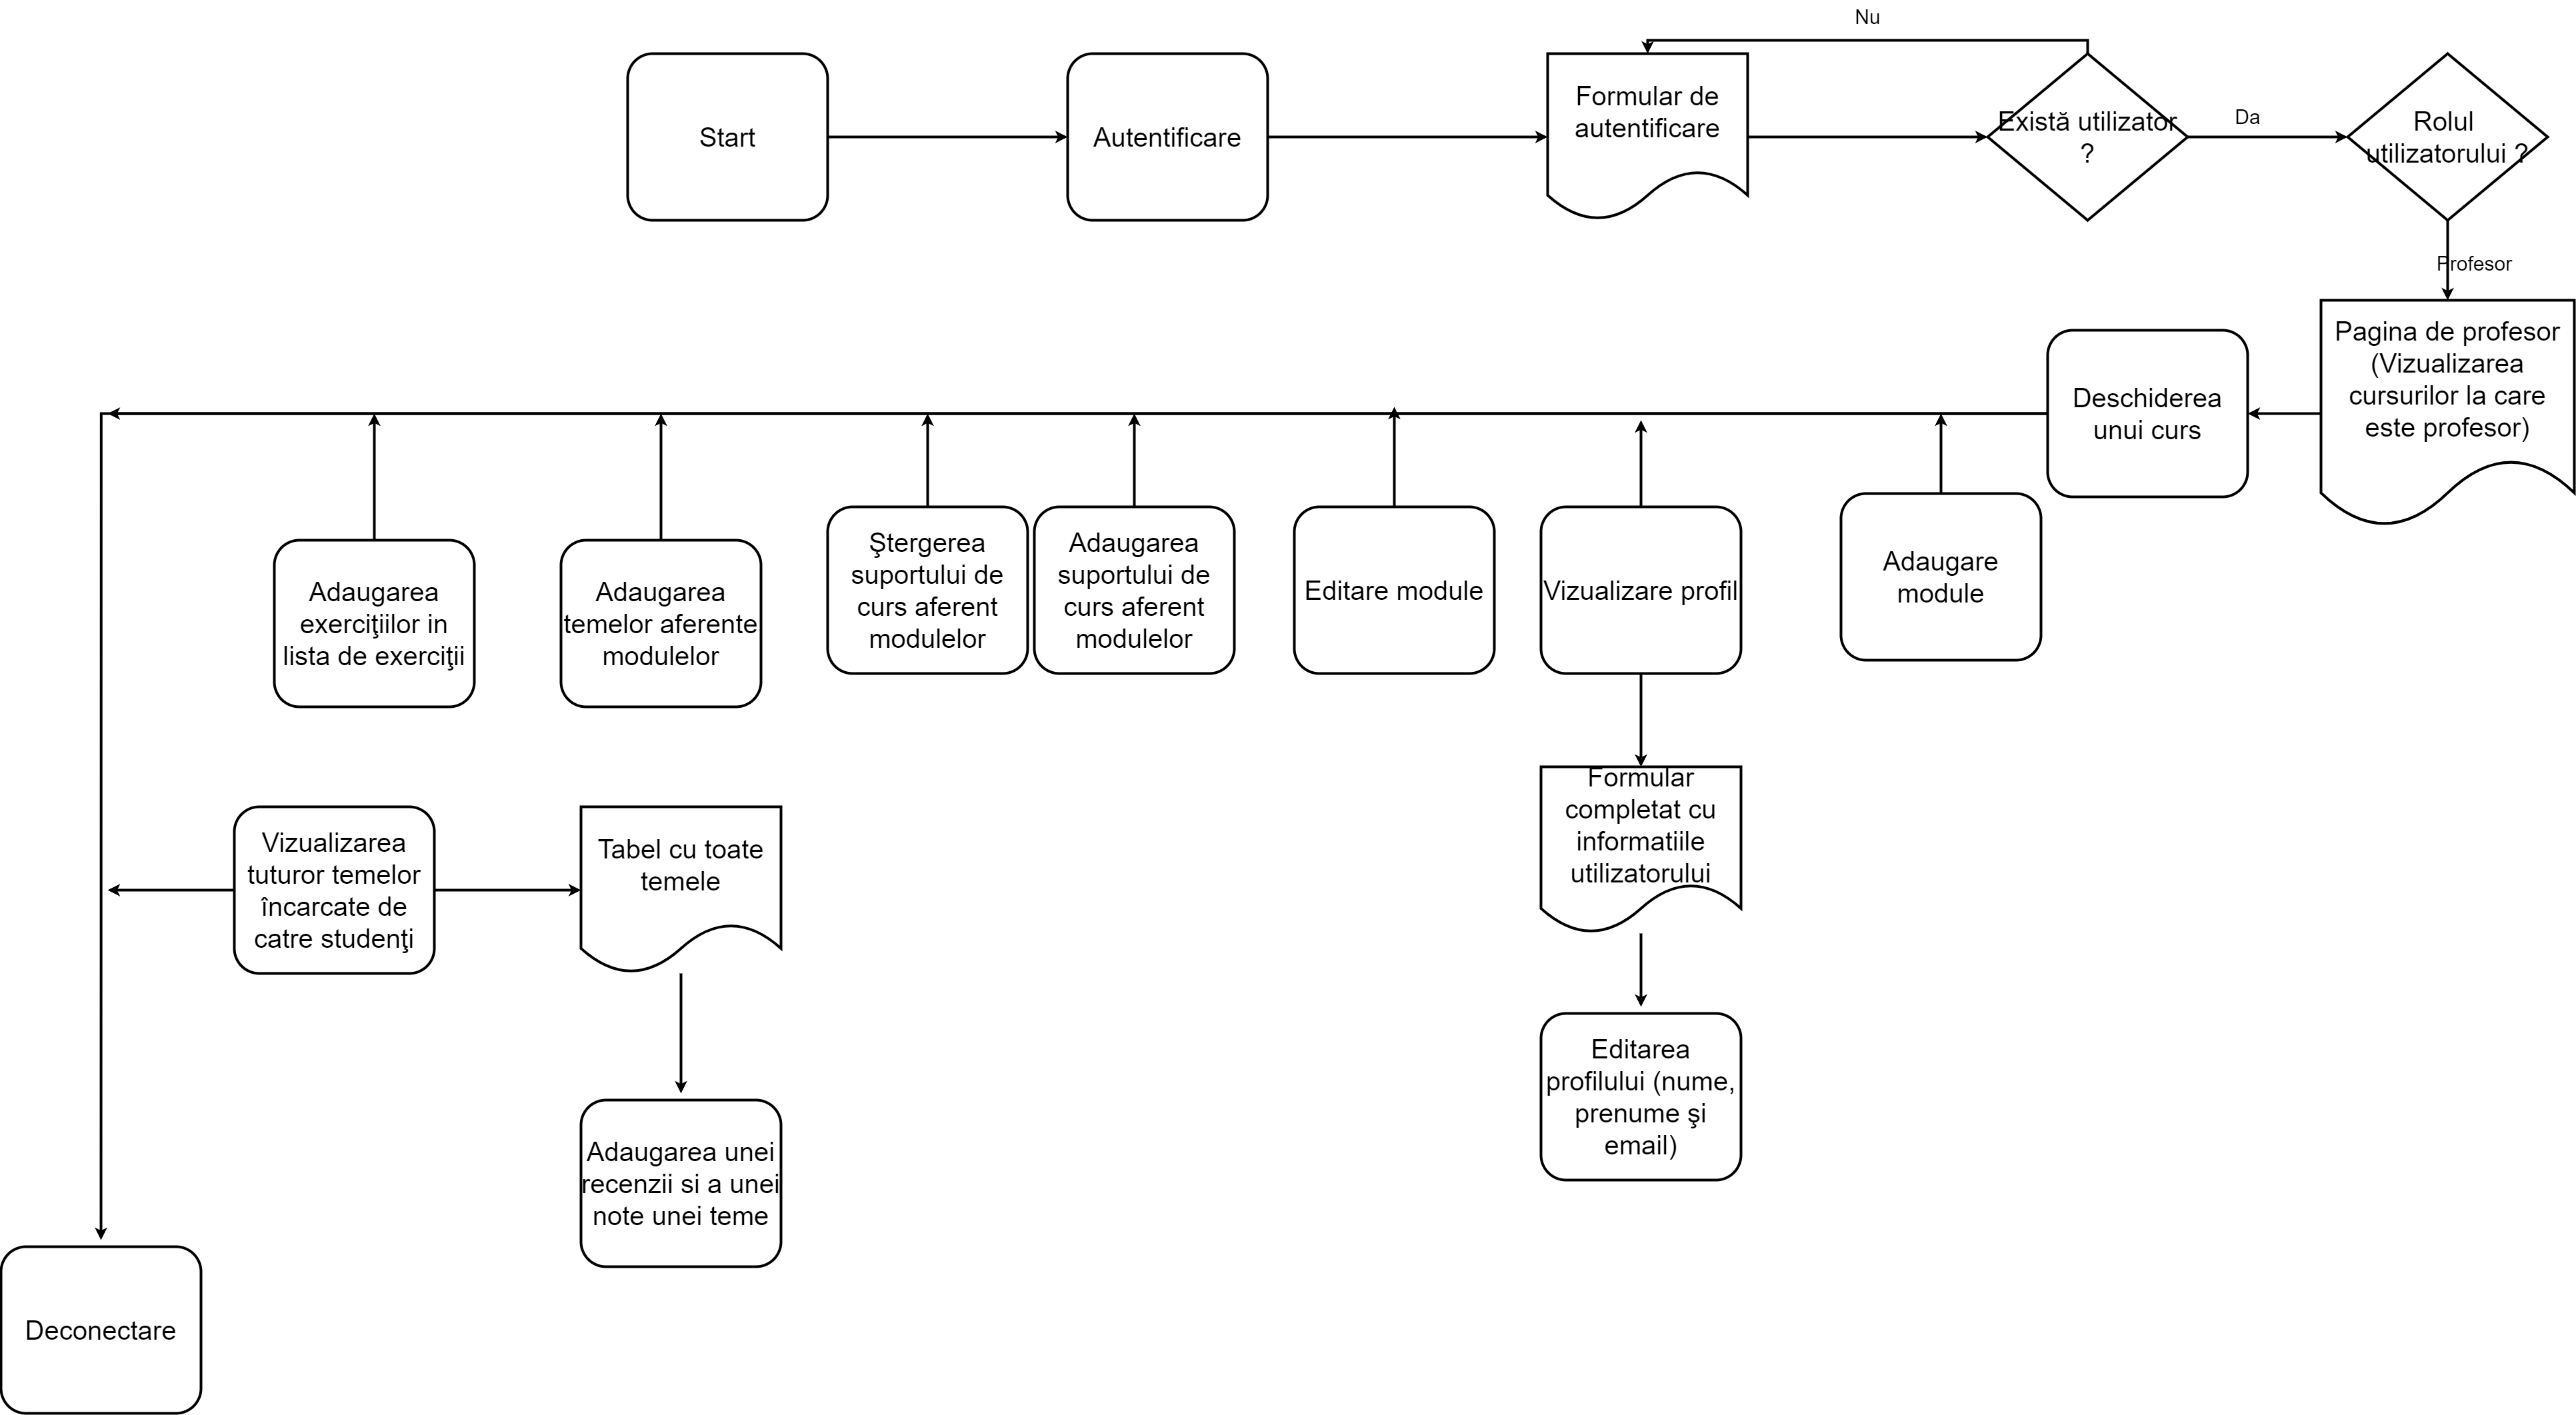 Nu
Start
Autentificare
Formular de
autentificare
Există utilizator
?
Da
Rolul
utilizatorului ?
Profesor
Pagina de profesor
(Vizualizarea
cursurilor la care
este profesor)
Deschiderea
unui curs
Adaugarea
exerciţiilor in
lista de exerciţii
Adaugarea
temelor aferente
modulelor
Ştergerea
suportului de
curs aferent
modulelor
Adaugarea
suportului de
curs aferent
modulelor
Editare module
Vizualizare profil
Adaugare
module
Vizualizarea
tuturor temelor
încarcate de
catre studenţi
Tabel cu toate
temele
Formular
completat cu
informatiile
utilizatorului
Editarea
profilului (nume,
prenume şi
email)
Adaugarea unei
recenzii si a unei
note unei teme
Deconectare